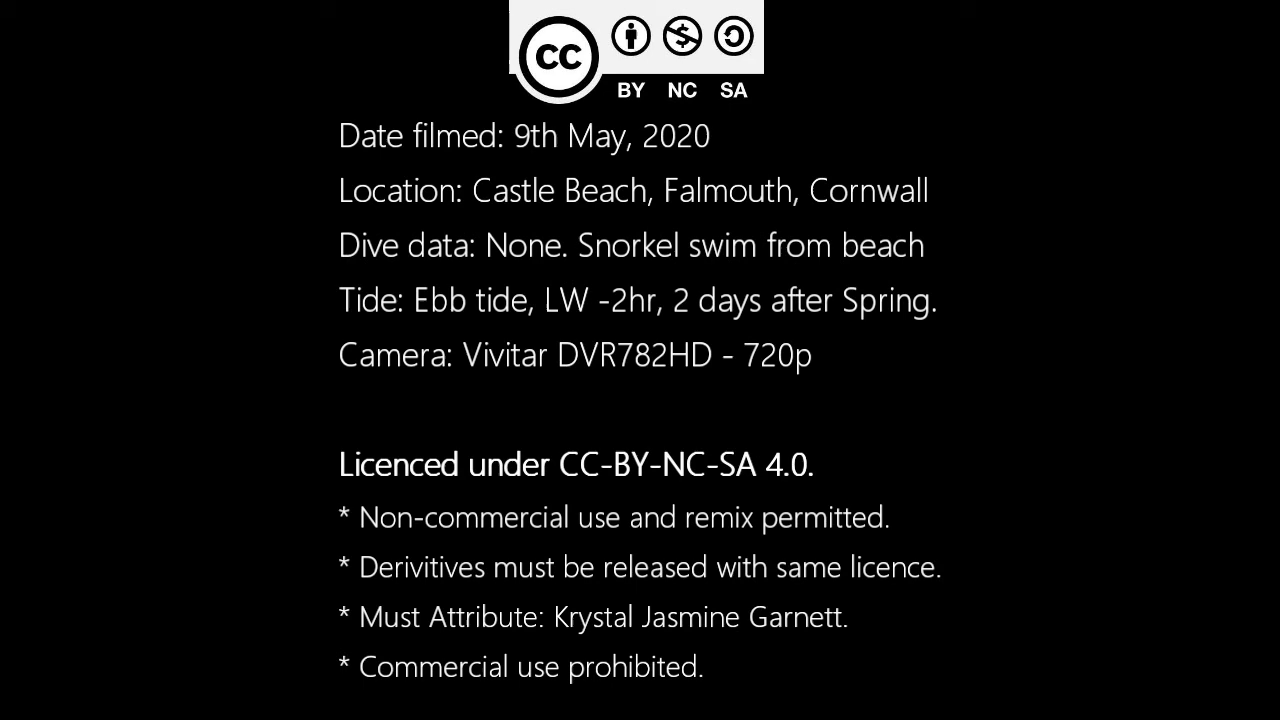 CC
BY NC SA
Date filmed: 9th May, 2020
Location: Castle Beach, Falmouth, Cornwall
Dive data: None. Snorkel swim from beach
Tide: Ebb tide, LW -2hr, 2 days after Spring.
Camera: Vivitar DVR782HD - 720p
Licenced under CC-BY-NC-SA 4.0.
* Non-commercial use and remix permitted.
* Derivitives must be released with same licence.
* Must Attribute: Krystal Jasmine Garnett.
* Commercial use prohibited.